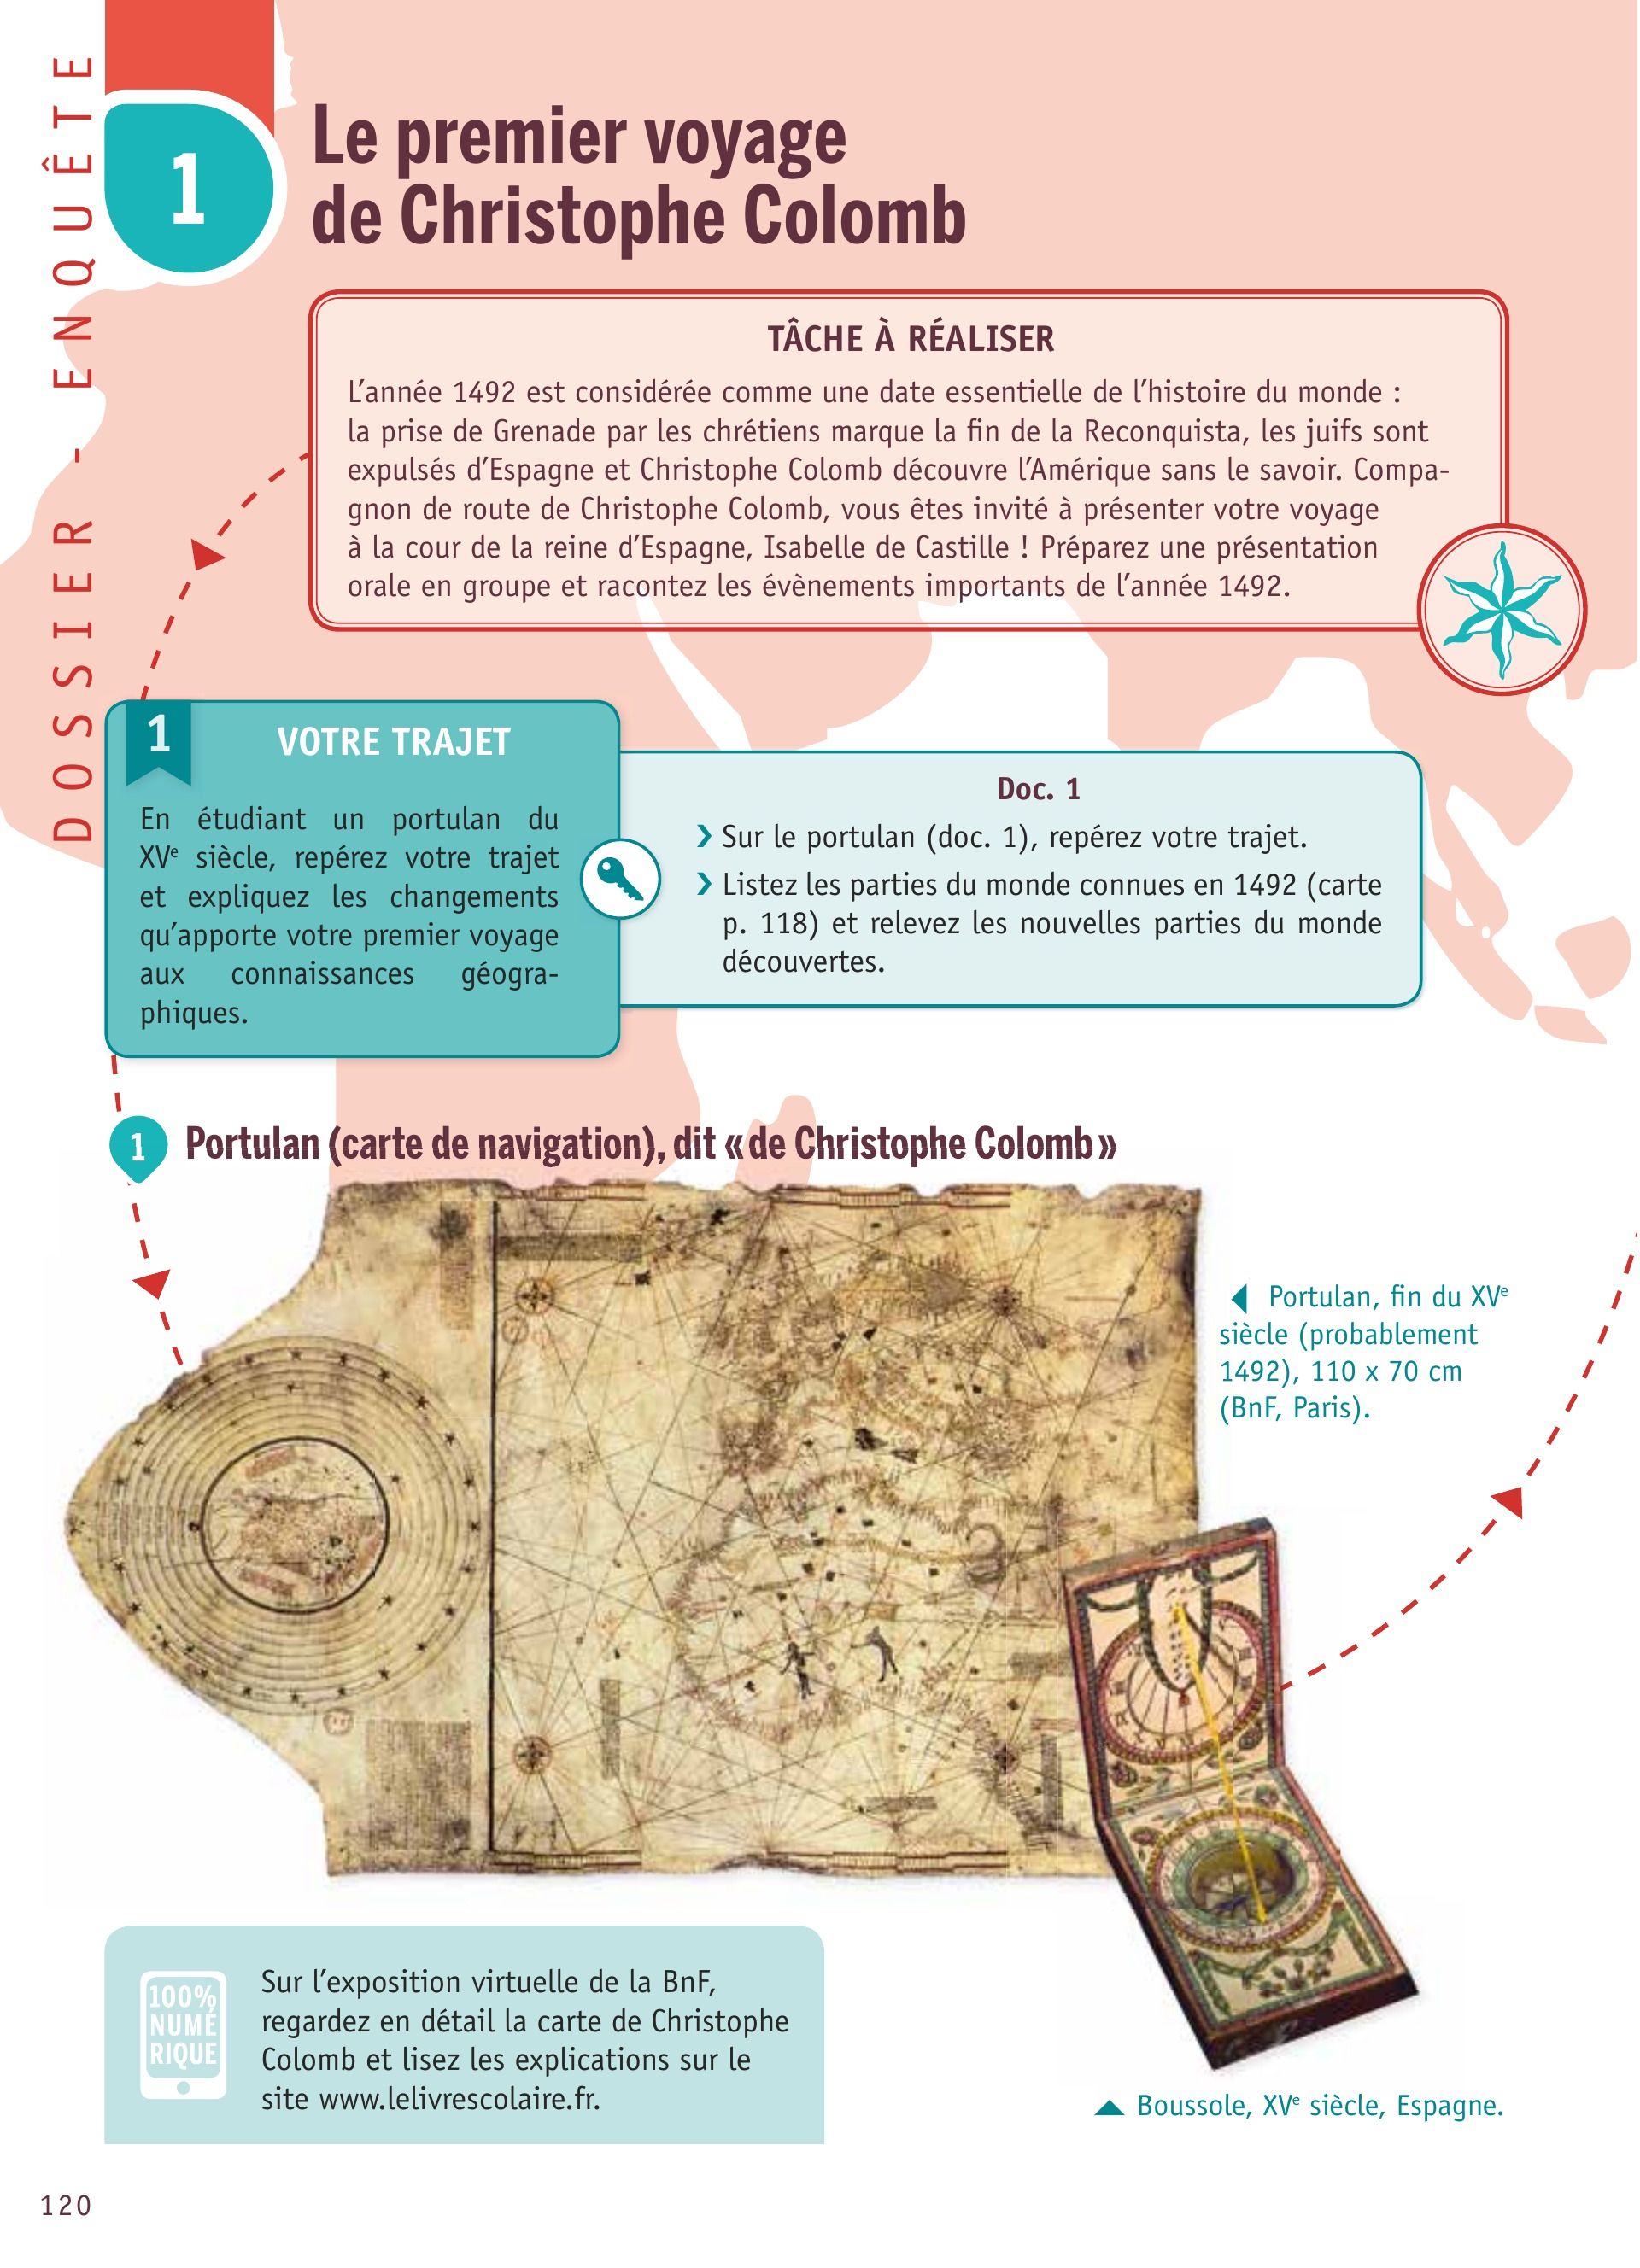 DOSSIER - ENQUÊTE
1
Le premier voyage
de Christophe Colomb
TÂCHE À RÉALISER
L’année 1492 est considérée comme une date essentielle de l’histoire du monde :
la prise de Grenade par les chrétiens marque la fin de la Reconquista, les juifs sont
expulsés d’Espagne et Christophe Colomb découvre l’Amérique sans le savoir. Compa-
gnon de route de Christophe Colomb, vous êtes invité à présenter votre voyage
à la cour de la reine d’Espagne, Isabelle de Castille ! Préparez une présentation
orale en groupe et racontez les évènements importants de l’année 1492.
1
VOTRE TRAJET
En étudiant un portulan du
XVe siècle, repérez votre trajet
et expliquez les changements
qu’apporte votre premier voyage
aux connaissances géogra-
phiques.
Doc. 1
› Sur le portulan (doc. 1), repérez votre trajet.
› Listez les parties du monde connues en 1492 (carte
p. 118) et relevez les nouvelles parties du monde
découvertes.
1 Portulan (carte de navigation), dit « de Christophe Colomb »
Portulan, fin du XVe
siècle (probablement
1492), 110 x 70 cm
(BnF, Paris).
100%
NUMÉ
RIQUE
Sur l’exposition virtuelle de la BnF,
regardez en détail la carte de Christophe
Colomb et lisez les explications sur le
site www.lelivrescolaire.fr.
Boussole, XVe siècle, Espagne.
120